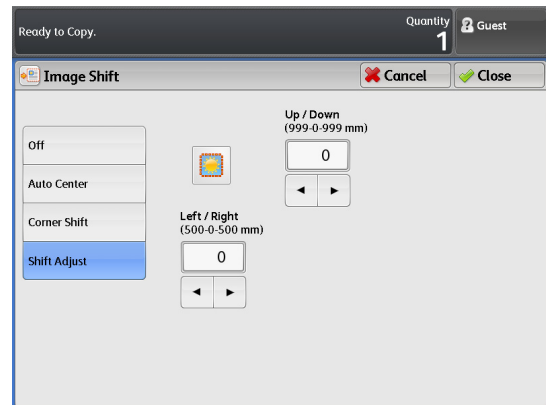 Ready to Copy.
Quantity
1
Guest
Image Shift
Cancel
Close
Off
Auto Center
Corner Shift
Shift Adjust
Up / Down
(999-0-999 mm)
0
Left / Right
(500-0-500 mm)
0